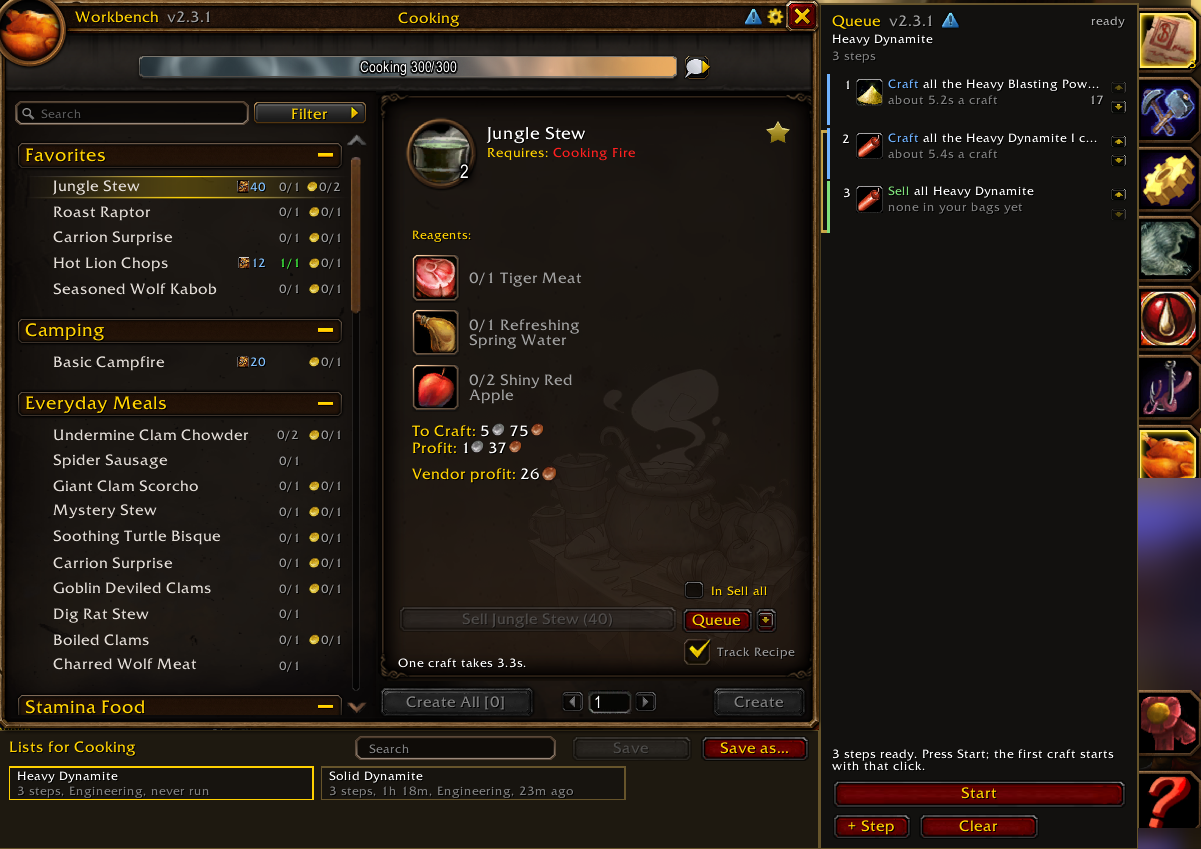 Workbench v2.3.1
Cooking
Cooking 300/300
Search
Filter
Favorites
Jungle Stew 40 0/1 0/2
Roast Raptor 0/1 0/1
Carrion Surprise 0/1 0/1
Hot Lion Chops 12 1/1 0/1
Seasoned Wolf Kabob 0/1 0/1
Camping
Basic Campfire 20 0/1
Everyday Meals
Undermine Clam Chowder 0/2 0/1
Spider Sausage 0/1
Giant Clam Scorcho 0/1 0/1
Mystery Stew 0/1 0/1
Soothing Turtle Bisque 0/1 0/1
Carrion Surprise 0/1 0/1
Goblin Deviled Clams 0/1 0/1
Dig Rat Stew 0/1
Boiled Clams 0/1 0/1
Charred Wolf Meat 0/1
Stamina Food
2
Jungle Stew
Requires: Cooking Fire
Reagents:
0/1 Tiger Meat
0/1 Refreshing
Spring Water
0/2 Shiny Red
Apple
To Craft: 5 75
Profit: 1 37
Vendor profit: 26
In Sell all
Sell Jungle Stew (40)
Queue
Track Recipe
One craft takes 3.3s.
Create All [0]
1
Create
Lists for Cooking
Search
Save
Save as...
Heavy Dynamite
3 steps, Engineering, never run
Solid Dynamite
3 steps, 1h 18m, Engineering, 23m ago
Queue v2.3.1
ready
Heavy Dynamite
3 steps
1 Craft all the Heavy Blasting Pow...
about 5.2s a craft 17
2 Craft all the Heavy Dynamite I c...
about 5.4s a craft
3 Sell all Heavy Dynamite
none in your bags yet
3 steps ready. Press Start; the first craft starts
with that click.
Start
+ Step
Clear